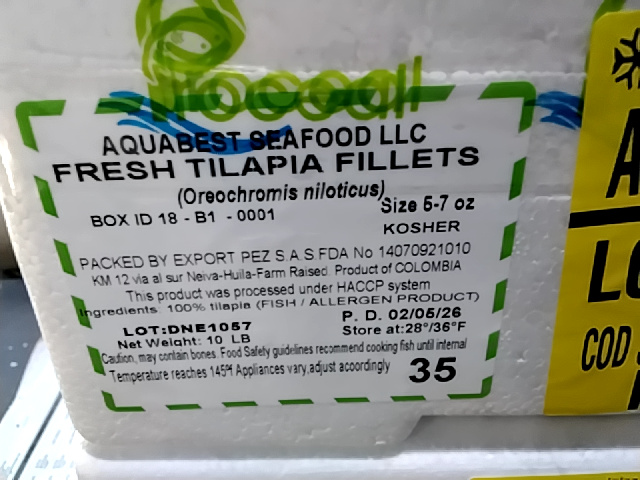 AQUABEST SEAFOOD LLC
FRESH TILAPIA FILLETS
(Oreochromis niloticus)
Size 5-7 oz
BOX ID 18 - B1 - 0001
KOSHER
PACKED BY EXPORT PEZ S.A.S FDA No 14070921010
KM 12 via al sur Neiva-Huila-Farm Raised. Product of COLOMBIA
This product was processed under HACCP system
Ingredients: 100% tilapia (FISH / ALLERGEN PRODUCT)
LOT:DNE1057
P. D. 02/05/26
Net Weight: 10 LB
Store at:28°/36°F
Caution, may contain bones. Food Safety guidelines recommend cooking fish until internal
Temperature reaches 145°F Appliances vary,adjust acoordingly
35
COD